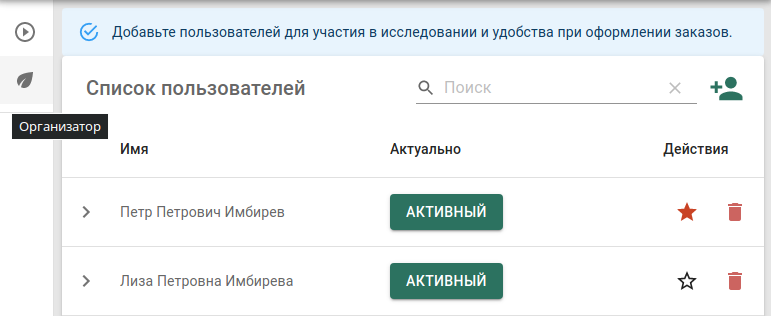 Добавьте пользователей для участия в исследовании и удобства при оформлении заказов.
Список пользователей
Поиск
Организатор
Имя Актуально Действия
Петр Петрович Имбирев АКТИВНЫЙ
Лиза Петровна Имбирева АКТИВНЫЙ